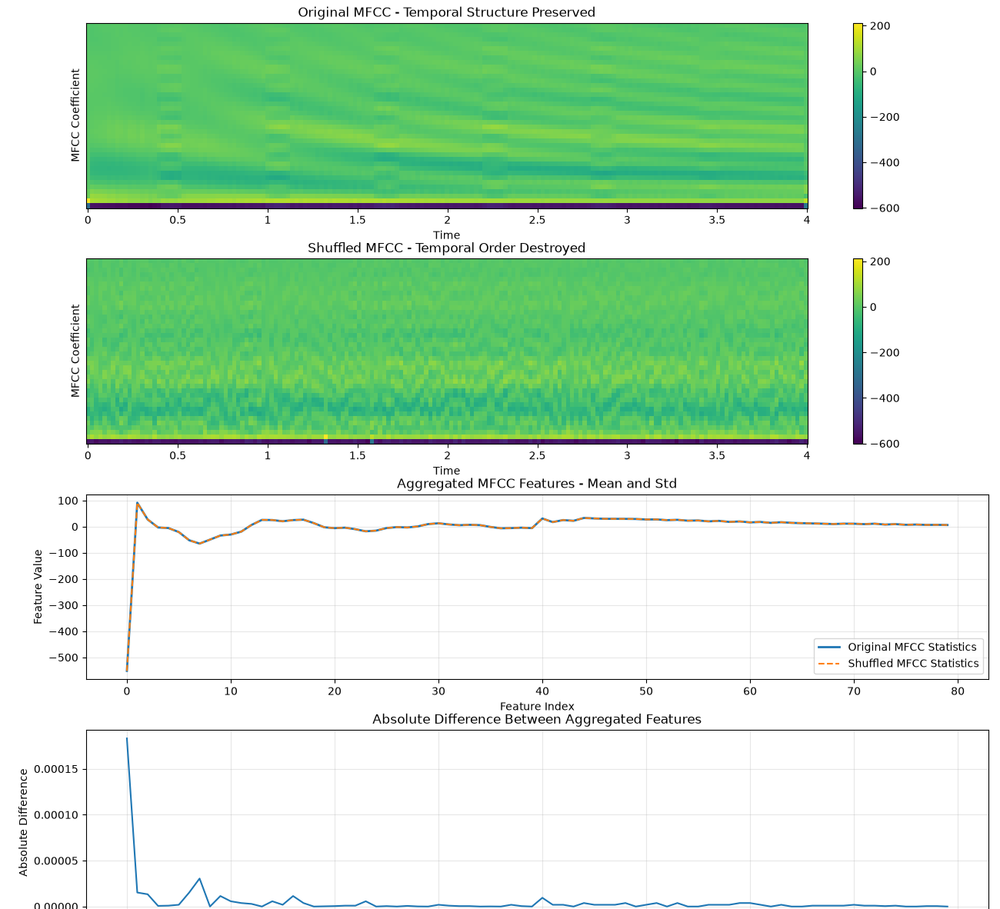 Original MFCC - Temporal Structure Preserved
MFCC Coefficient
200
0
−200
−400
−600
0 0.5 1 1.5 2 2.5 3 3.5 4
Time
Shuffled MFCC - Temporal Order Destroyed
MFCC Coefficient
200
0
−200
−400
−600
0 0.5 1 1.5 2 2.5 3 3.5 4
Time
Aggregated MFCC Features - Mean and Std
Feature Value
100
0
−100
−200
−300
−400
−500
Original MFCC Statistics
Shuffled MFCC Statistics
0 10 20 30 40 50 60 70 80
Feature Index
Absolute Difference Between Aggregated Features
Absolute Difference
0.00015
0.00010
0.00005
0.00000